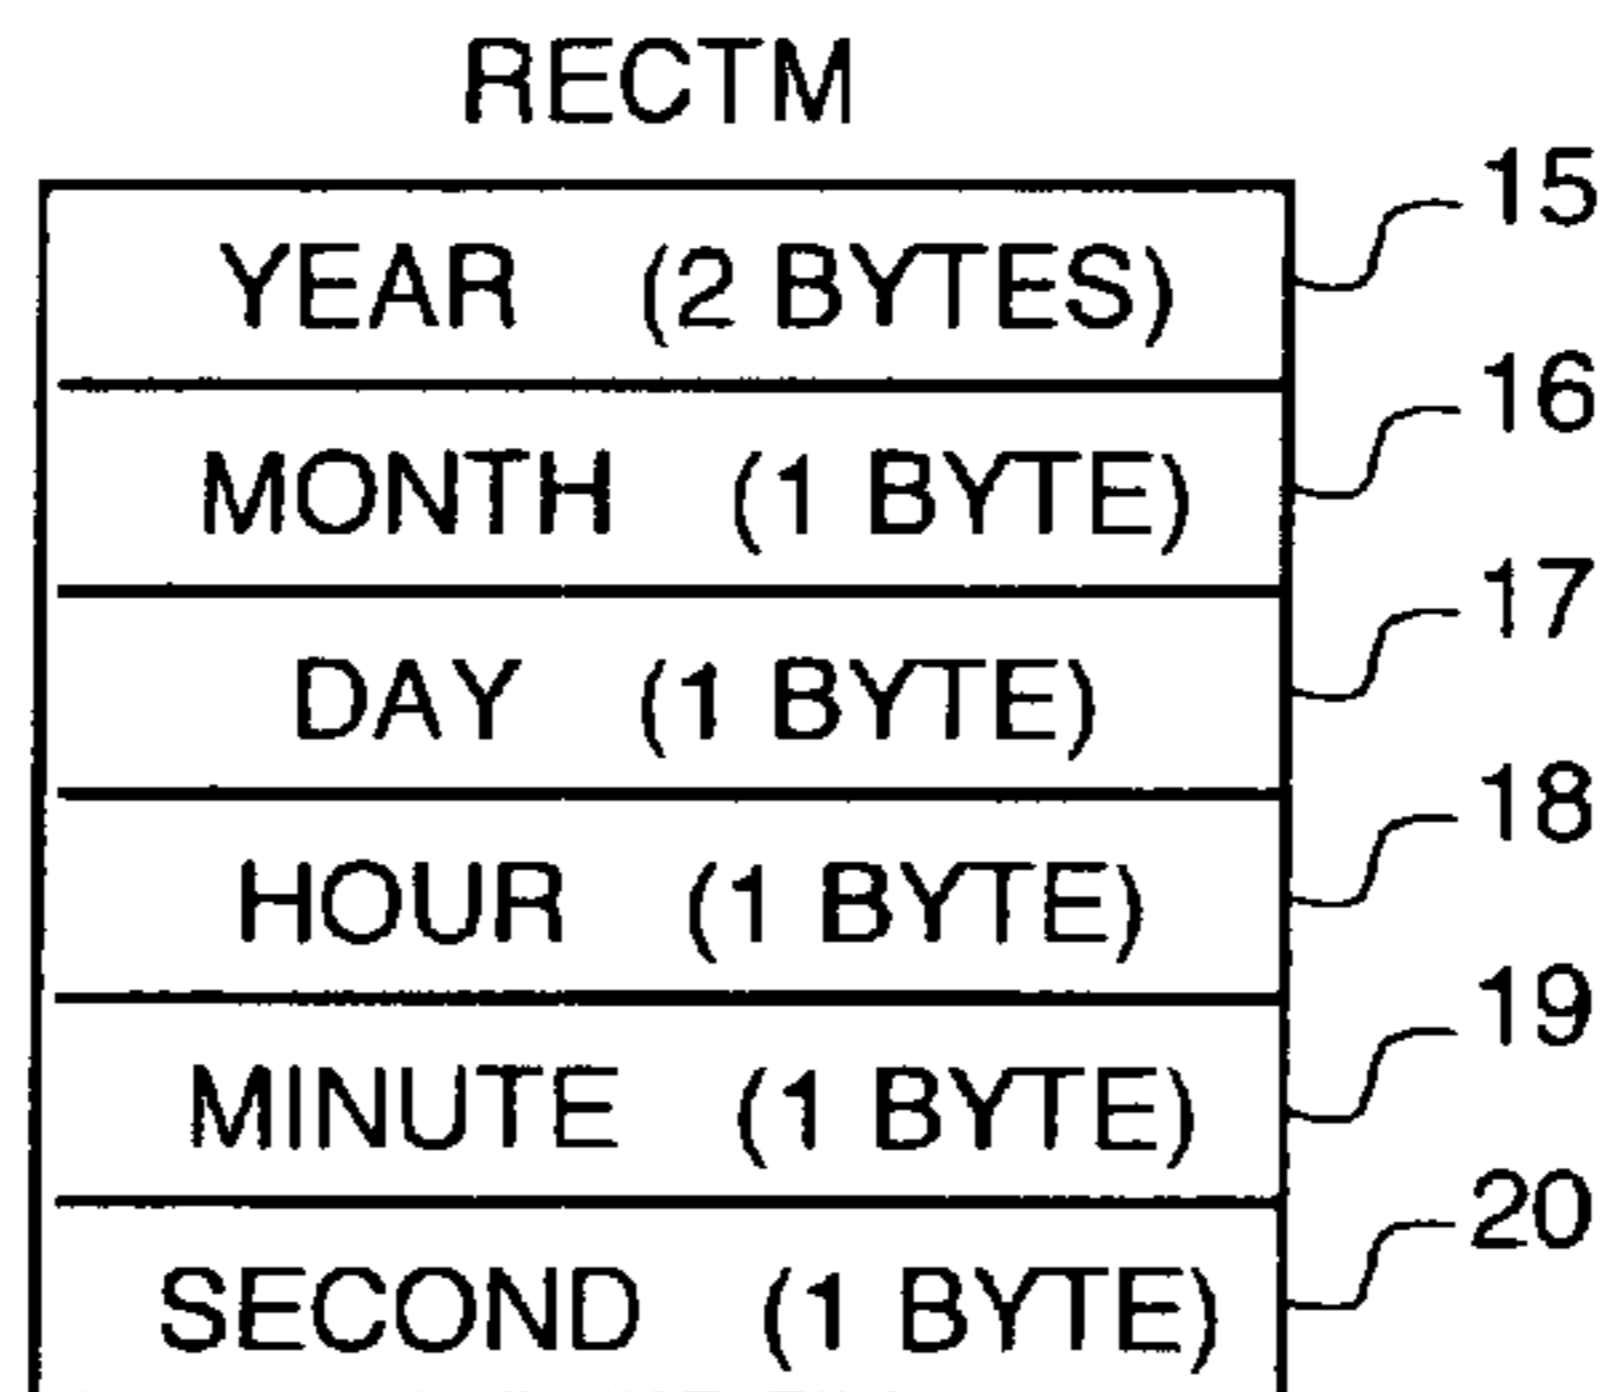 RECTM
YEAR (2 BYTES) 15
MONTH (1 BYTE) 16
DAY (1 BYTE) 17
HOUR (1 BYTE) 18
MINUTE (1 BYTE) 19
SECOND (1 BYTE) 20